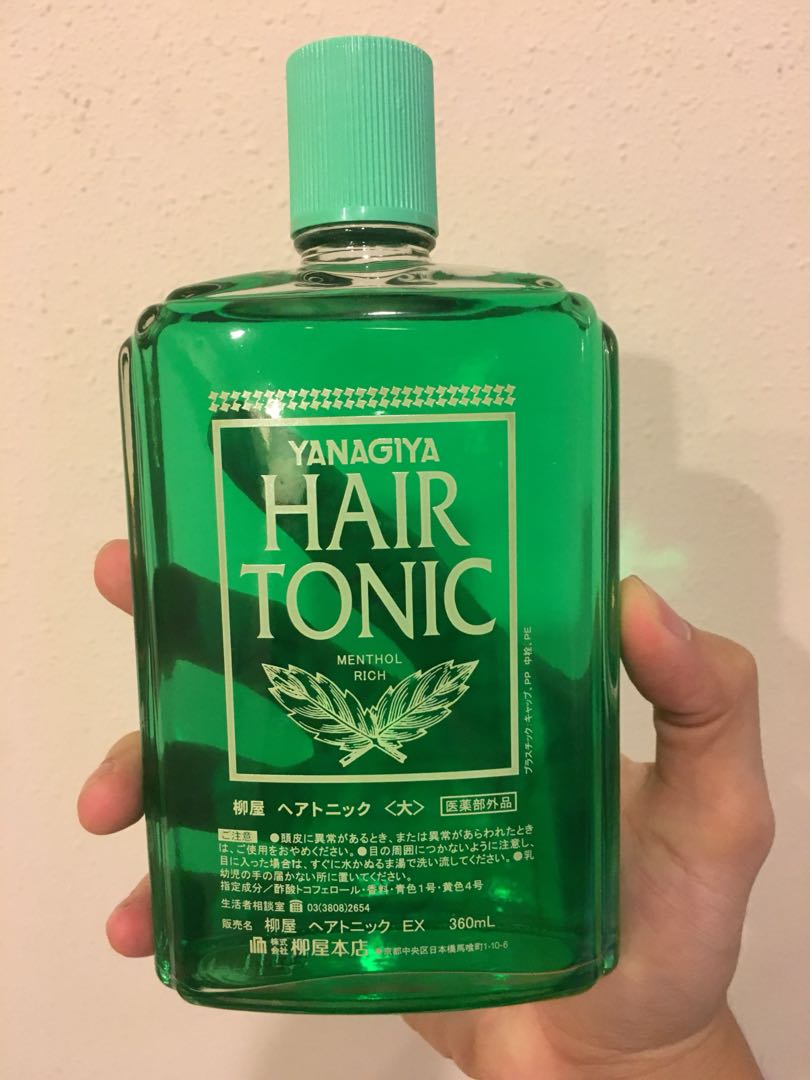 YANAGIYA
HAIR
TONIC
MENTHOL
RICH
プラスチック キャップ、PP 中栓、PE
柳屋 ヘアトニック 〈大〉 医薬部外品
ご注意 ●頭皮に異常があるとき、または異常があらわれたとき
は、ご使用をおやめください。●目の周囲につかないように注意し、
目に入った場合は、すぐに水かぬるま湯で洗い流してください。●乳
幼児の手の届かない所に置いてください。
指定成分/酢酸トコフェロール・香料・青色1号・黄色4号
生活者相談室 ☎ 03(3808)2654
販売名 柳屋 ヘアトニック EX 360mL
株式会社 柳屋本店 東京都中央区日本橋馬喰町1-10-6